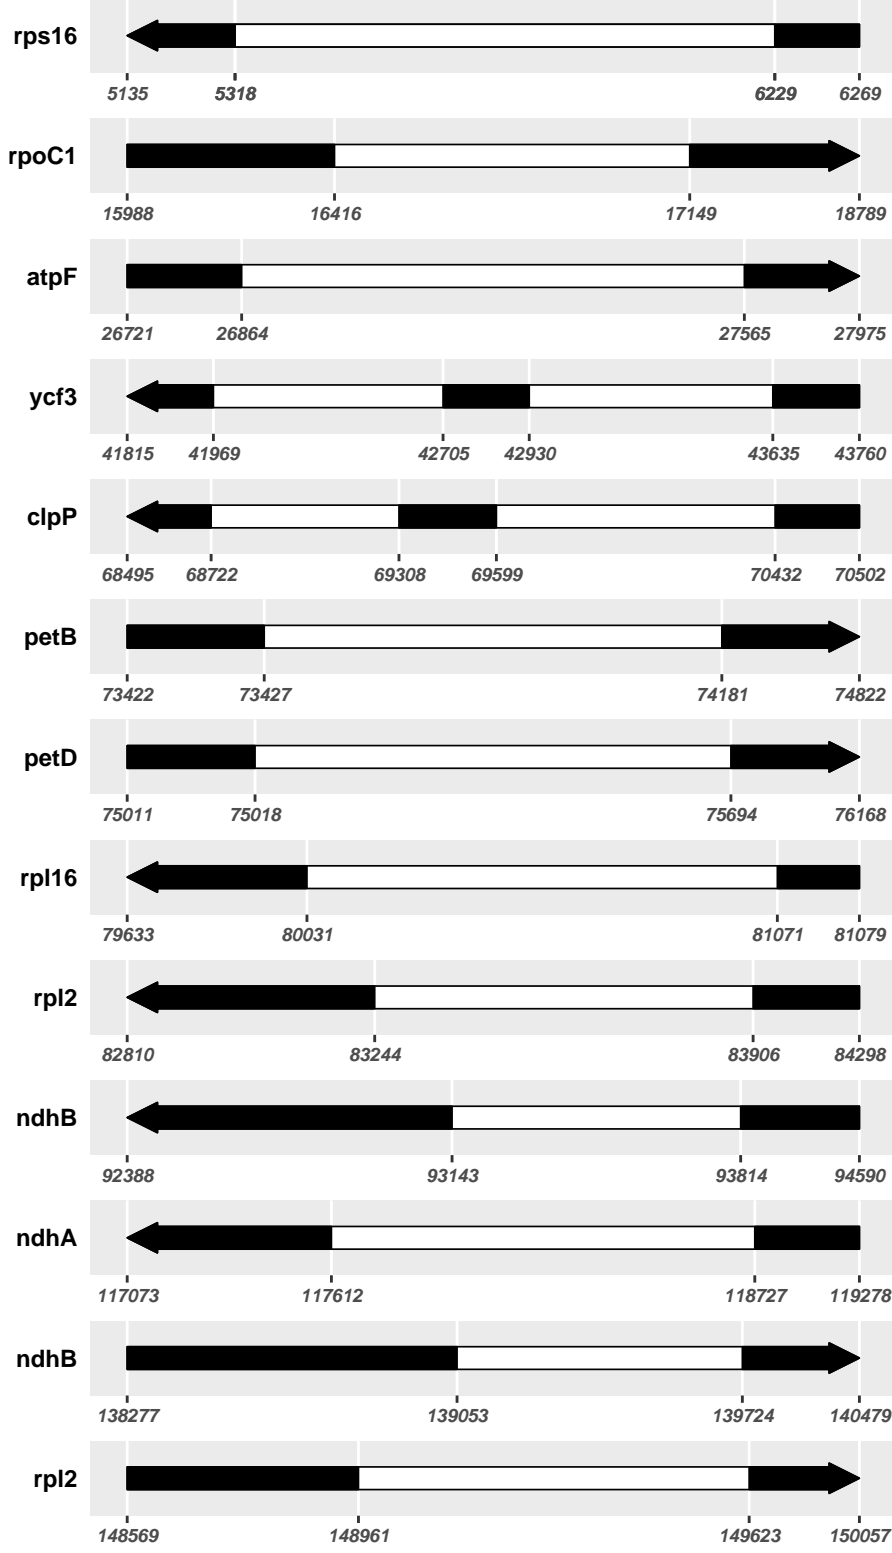 rps16
5135 5318 6229 6269
rpoC1
15988 16416 17149 18789
atpF
26721 26864 27565 27975
ycf3
41815 41969 42705 42930 43635 43760
clpP
68495 68722 69308 69599 70432 70502
petB
73422 73427 74181 74822
petD
75011 75018 75694 76168
rpl16
79633 80031 81071 81079
rpl2
82810 83244 83906 84298
ndhB
92388 93143 93814 94590
ndhA
117073 117612 118727 119278
ndhB
138277 139053 139724 140479
rpl2
148569 148961 149623 150057